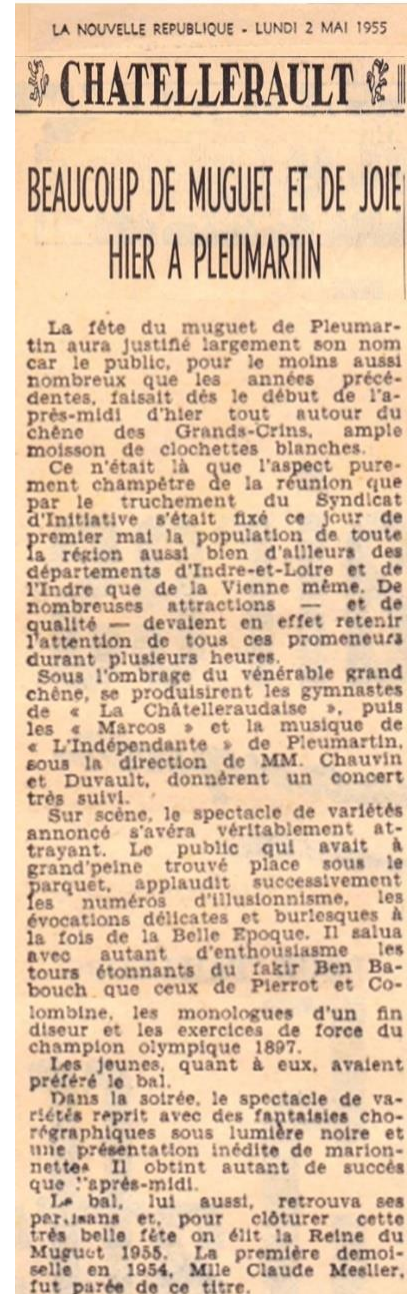 LA NOUVELLE REPUBLIQUE - LUNDI 2 MAI 1955
CHATELLERAULT
BEAUCOUP DE MUGUET ET DE JOIE
HIER A PLEUMARTIN
La fête du muguet de Pleumar-
tin aura justifié largement son nom
car le public, pour le moins aussi
nombreux que les années précé-
dentes, faisait dès le début de l'a-
près-midi d'hier tout autour du
chêne des Grands-Crins, ample
moisson de clochettes blanches.
Ce n'était là que l'aspect pure-
ment champêtre de la réunion que
par le truchement du Syndicat
d'Initiative s'était fixé ce jour de
premier mai la population de toute
la région aussi bien d'ailleurs des
départements d'Indre-et-Loire et de
l'Indre que de la Vienne même. De
nombreuses attractions — et de
qualité — devaient en effet retenir
l'attention de tous ces promeneurs
durant plusieurs heures.
Sous l'ombrage du vénérable grand
chêne, se produisirent les gymnastes
de « La Châtelleraudaise », puis
les « Marcos » et la musique de
« L'Indépendante » de Pleumartin,
sous la direction de MM. Chauvin
et Duvault, donnèrent un concert
très suivi.
Sur scène, le spectacle de variétés
annoncé s'avéra véritablement at-
trayant. Le public qui avait à
grand'peine trouvé place sous le
parquet, applaudit successivement
les numéros d'illusionnisme, les
évocations délicates et burlesques à
la fois de la Belle Epoque. Il salua
avec autant d'enthousiasme les
tours étonnants du fakir Ben Ba-
bouch que ceux de Pierrot et Co-
lombine, les monologues d'un fin
diseur et les exercices de force du
champion olympique 1897.
Les jeunes, quant à eux, avaient
préféré le bal.
Dans la soirée, le spectacle de va-
riétés reprit avec des fantaisies cho-
régraphiques sous lumière noire et
une présentation inédite de marion-
nettes Il obtint autant de succès
que l'après-midi.
Le bal, lui aussi, retrouva ses
partisans et, pour clôturer cette
très belle fête on élit la Reine du
Muguet 1955. La première demoi-
selle en 1954, Mlle Claude Meslier,
fut parée de ce titre.